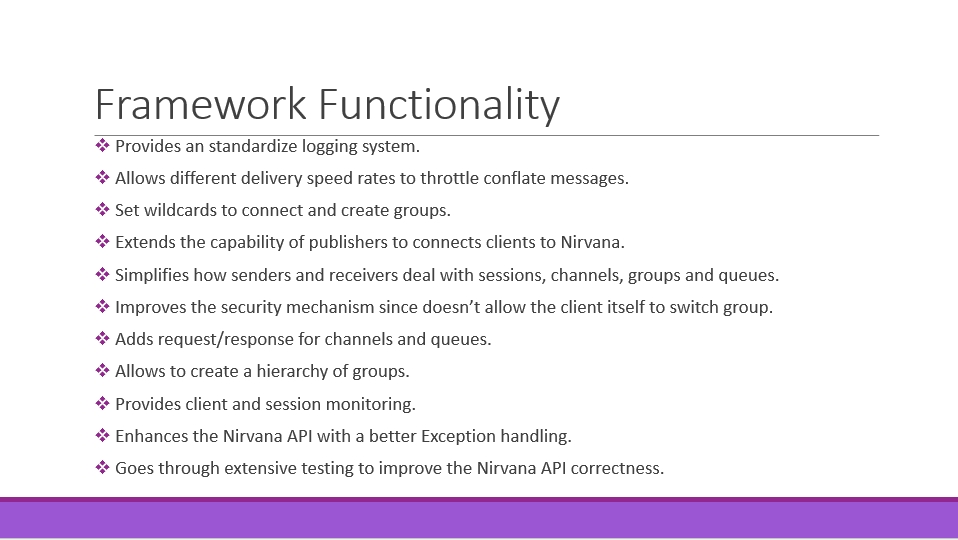 Framework Functionality
❖ Provides an standardize logging system.
❖ Allows different delivery speed rates to throttle conflate messages.
❖ Set wildcards to connect and create groups.
❖ Extends the capability of publishers to connects clients to Nirvana.
❖ Simplifies how senders and receivers deal with sessions, channels, groups and queues.
❖ Improves the security mechanism since doesn’t allow the client itself to switch group.
❖ Adds request/response for channels and queues.
❖ Allows to create a hierarchy of groups.
❖ Provides client and session monitoring.
❖ Enhances the Nirvana API with a better Exception handling.
❖ Goes through extensive testing to improve the Nirvana API correctness.